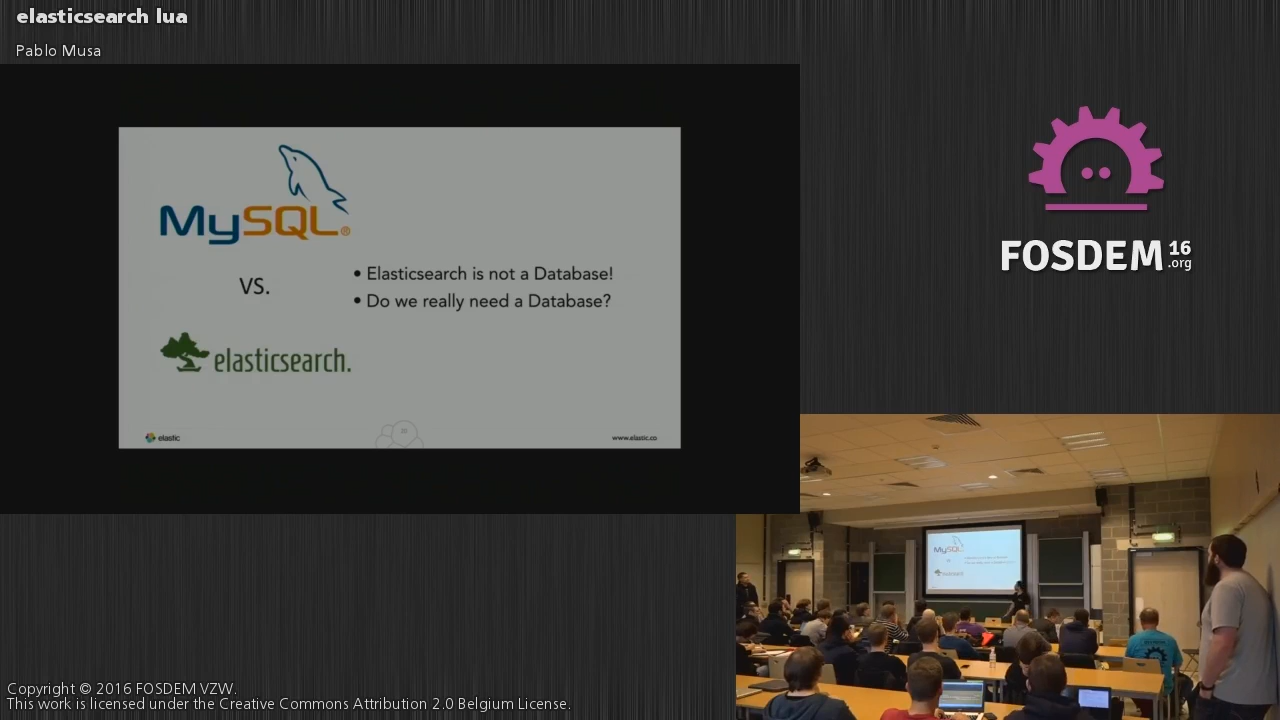 elasticsearch lua
Pablo Musa
MySQL®
VS.
elasticsearch.
• Elasticsearch is not a Database!
• Do we really need a Database?
elastic
www.elastic.co
FOSDEM 16
.org
MySQL
Copyright © 2016 FOSDEM VZW.
This work is licensed under the Creative Commons Attribution 2.0 Belgium License.